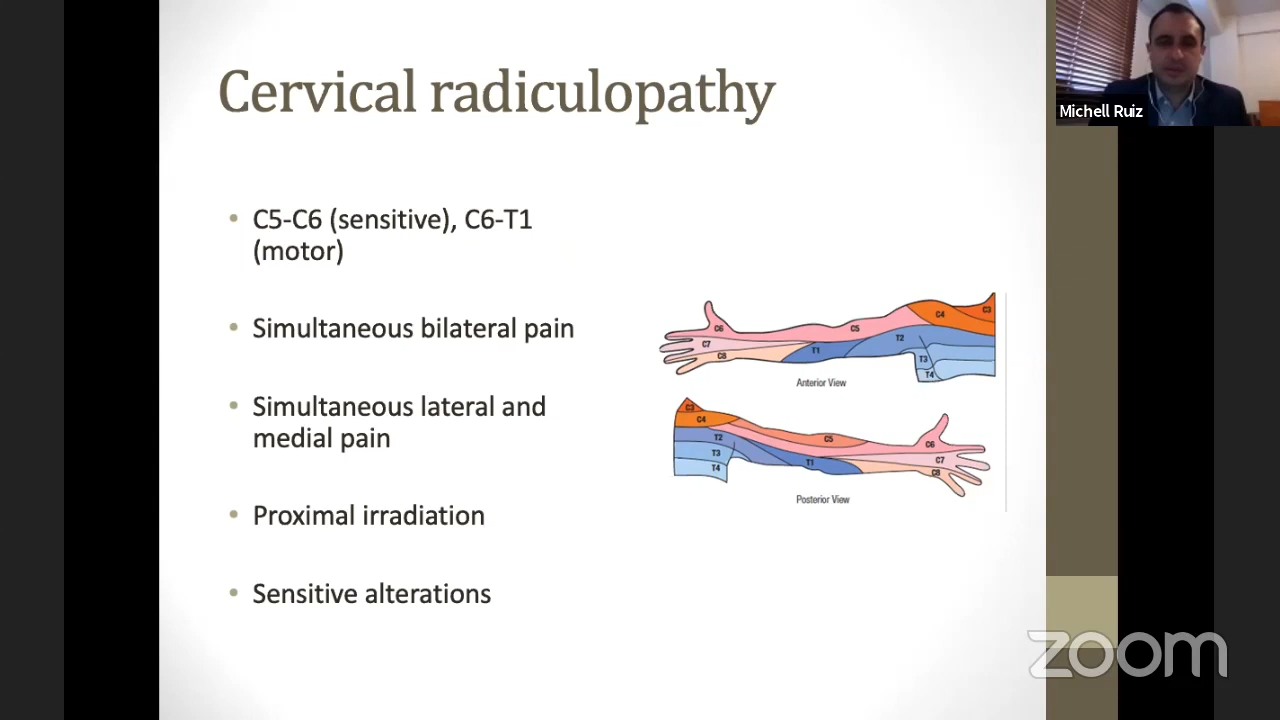 Cervical radiculopathy
Michell Ruiz
• C5-C6 (sensitive), C6-T1
(motor)
• Simultaneous bilateral pain
• Simultaneous lateral and
medial pain
• Proximal irradiation
• Sensitive alterations
C6
C7
C8
C5
T1
T2
C4
C3
T3
T4
Anterior View
C3
C4
T2
T3
T4
C5
T1
C6
C7
C8
Posterior View
zoom